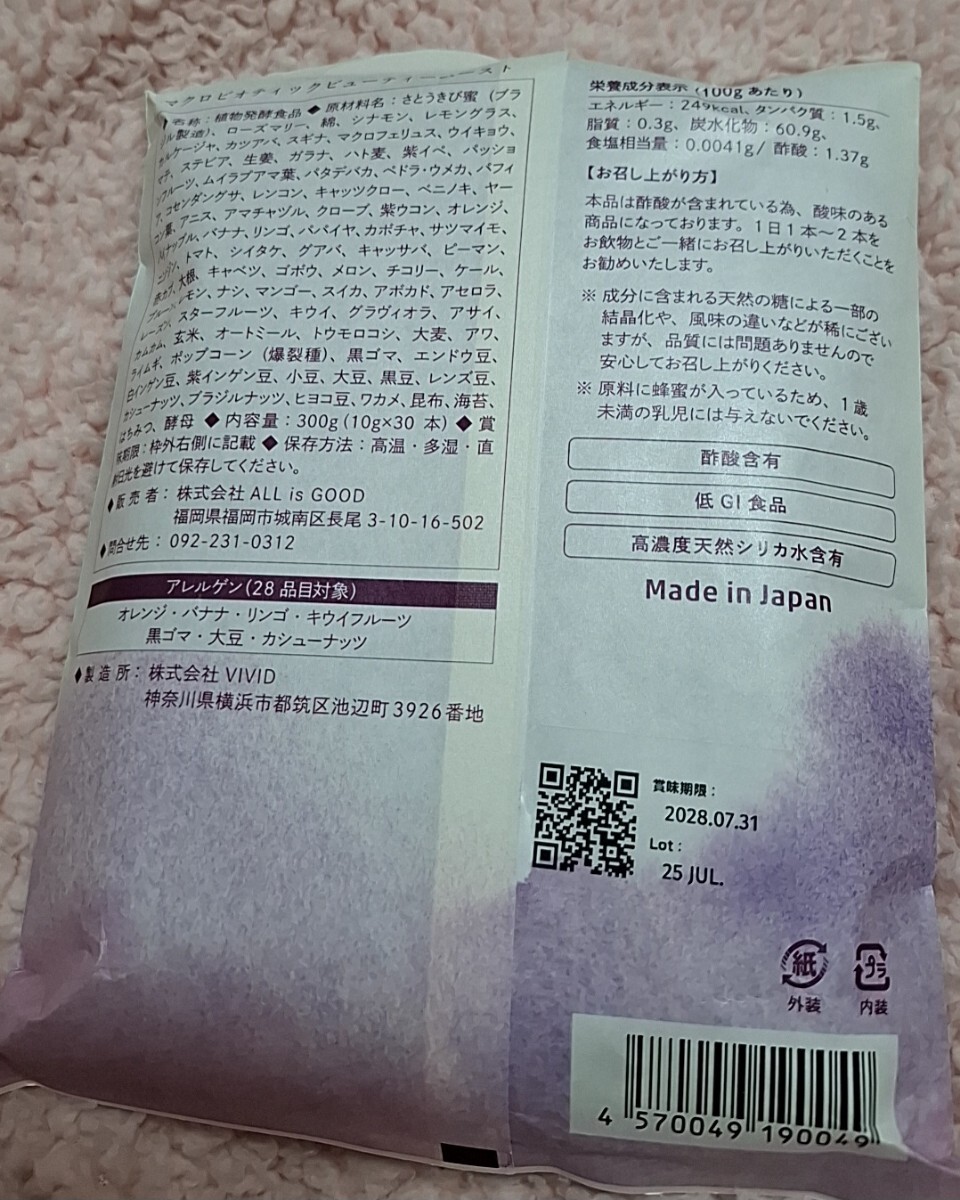 マクロビオティックビューティー
名称：植物発酵食品 ◆ 原材料名：さとうきび蜜（ブラ
ジル製造）、ローズマリー、綿、シナモン、レモングラス、
カルケージャ、カツアバ、スギナ、マクロフェリュス、ウイキョウ、
マテ、ステビア、生姜、ガラナ、ハト麦、紫イペ、パッショ
ンフルーツ、ムイラプアマ葉、パタデバカ、ペドラ・ウメカ、パフィ
ア、コセンダングサ、レンコン、キャッツクロー、ベニノキ、ヤー
コン葉、アニス、アマチャヅル、クローブ、紫ウコン、オレンジ、
パイナップル、バナナ、リンゴ、パパイヤ、カボチャ、サツマイモ、
ニンジン、トマト、シイタケ、グアバ、キャッサバ、ピーマン、
赤カブ、大根、キャベツ、ゴボウ、メロン、チコリー、ケール、
プルーン、レモン、ナシ、マンゴー、スイカ、アボカド、アセロラ、
レーズン、スターフルーツ、キウイ、グラヴィオラ、アサイ、
カムカム、玄米、オートミール、トウモロコシ、大麦、アワ、
ライムギ、ポップコーン（爆裂種）、黒ゴマ、エンドウ豆、
白インゲン豆、紫インゲン豆、小豆、大豆、黒豆、レンズ豆、
カシューナッツ、ブラジルナッツ、ヒヨコ豆、ワカメ、昆布、海苔、
はちみつ、酵母 ◆ 内容量：300g（10g×30 本）◆ 賞
味期限：枠外右側に記載 ◆ 保存方法：高温・多湿・直
射日光を避けて保存してください。
◆販 売 者：株式会社 ALL is GOOD
福岡県福岡市城南区長尾 3-10-16-502
◆問合せ先：092-231-0312
アレルゲン（28 品目対象）
オレンジ・バナナ・リンゴ・キウイフルーツ
黒ゴマ・大豆・カシューナッツ
◆製 造 所：株式会社 VIVID
神奈川県横浜市都筑区池辺町 3926 番地
栄養成分表示（100g あたり）
エネルギー：249kcal、タンパク質：1.5g、
脂質：0.3g、炭水化物：60.9g、
食塩相当量：0.0041g/ 酢酸：1.37g
【お召し上がり方】
本品は酢酸が含まれている為、酸味のある
商品になっております。1日1本～2本を
お飲物とご一緒にお召し上がりいただくことを
お勧めいたします。
※ 成分に含まれる天然の糖による一部の
結晶化や、風味の違いなどが稀にござい
ますが、品質には問題ありませんので
安心してお召し上がりください。
※ 原料に蜂蜜が入っているため、1歳
未満の乳児には与えないでください。
酢酸含有
低 GI 食品
高濃度天然シリカ水含有
Made in Japan
賞味期限：
2028.07.31
Lot：
25 JUL.
紙
外装
プラ
内装
4 570049 190049